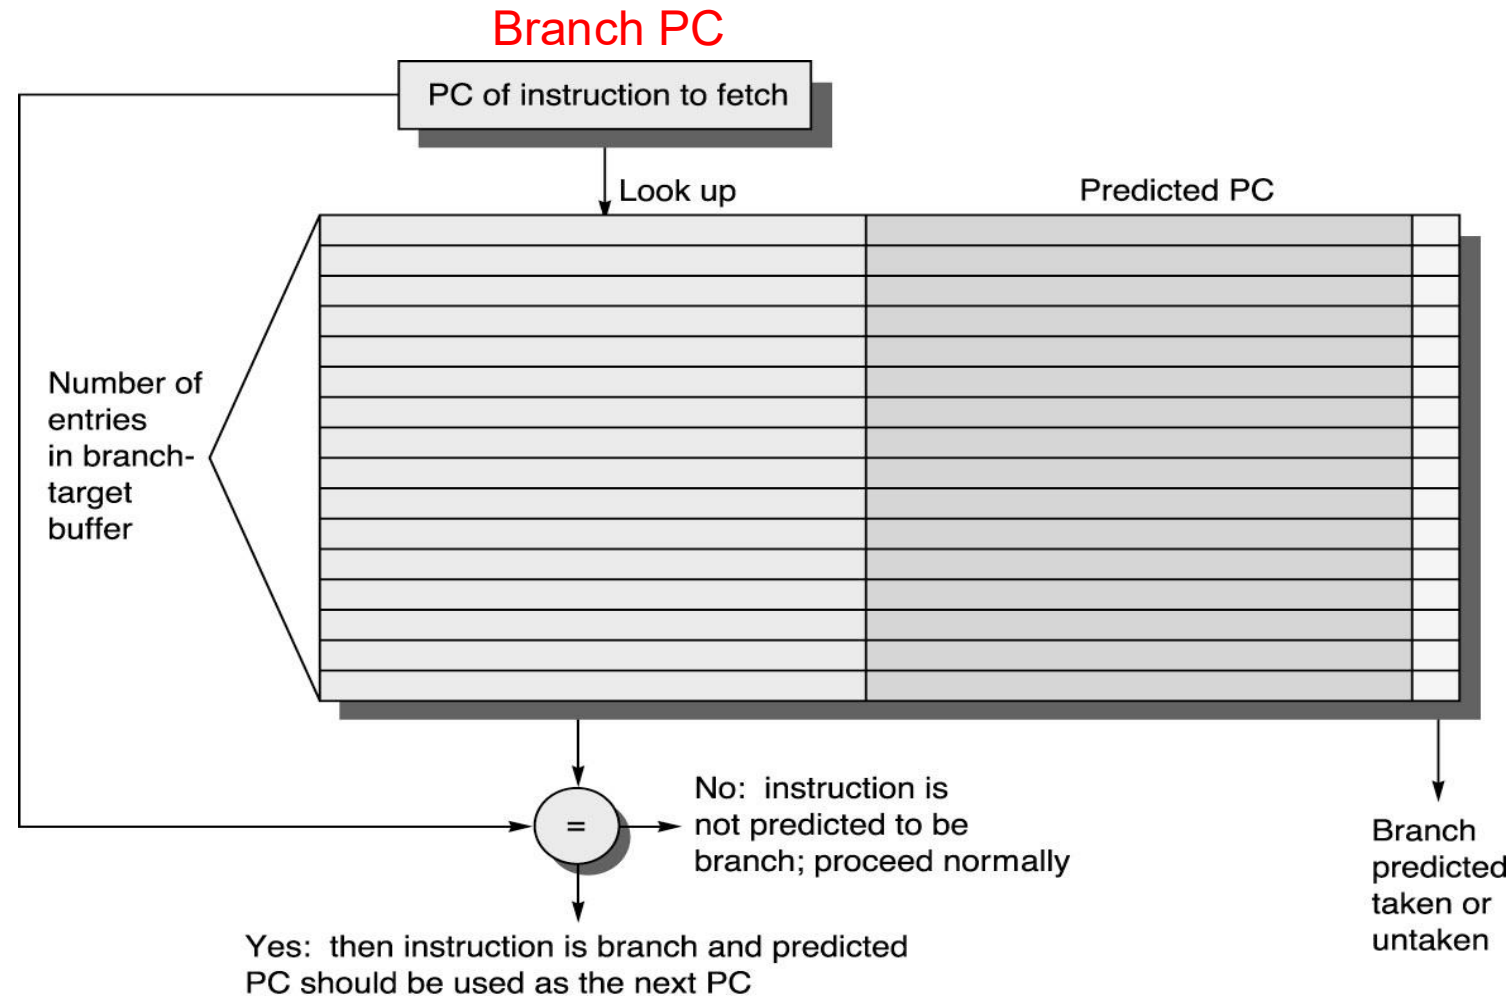 Branch PC
PC of instruction to fetch
Look up
Predicted PC
Number of
entries
in branch-
target
buffer
=
No: instruction is
not predicted to be
branch; proceed normally
Branch
predicted
taken or
untaken
Yes: then instruction is branch and predicted
PC should be used as the next PC